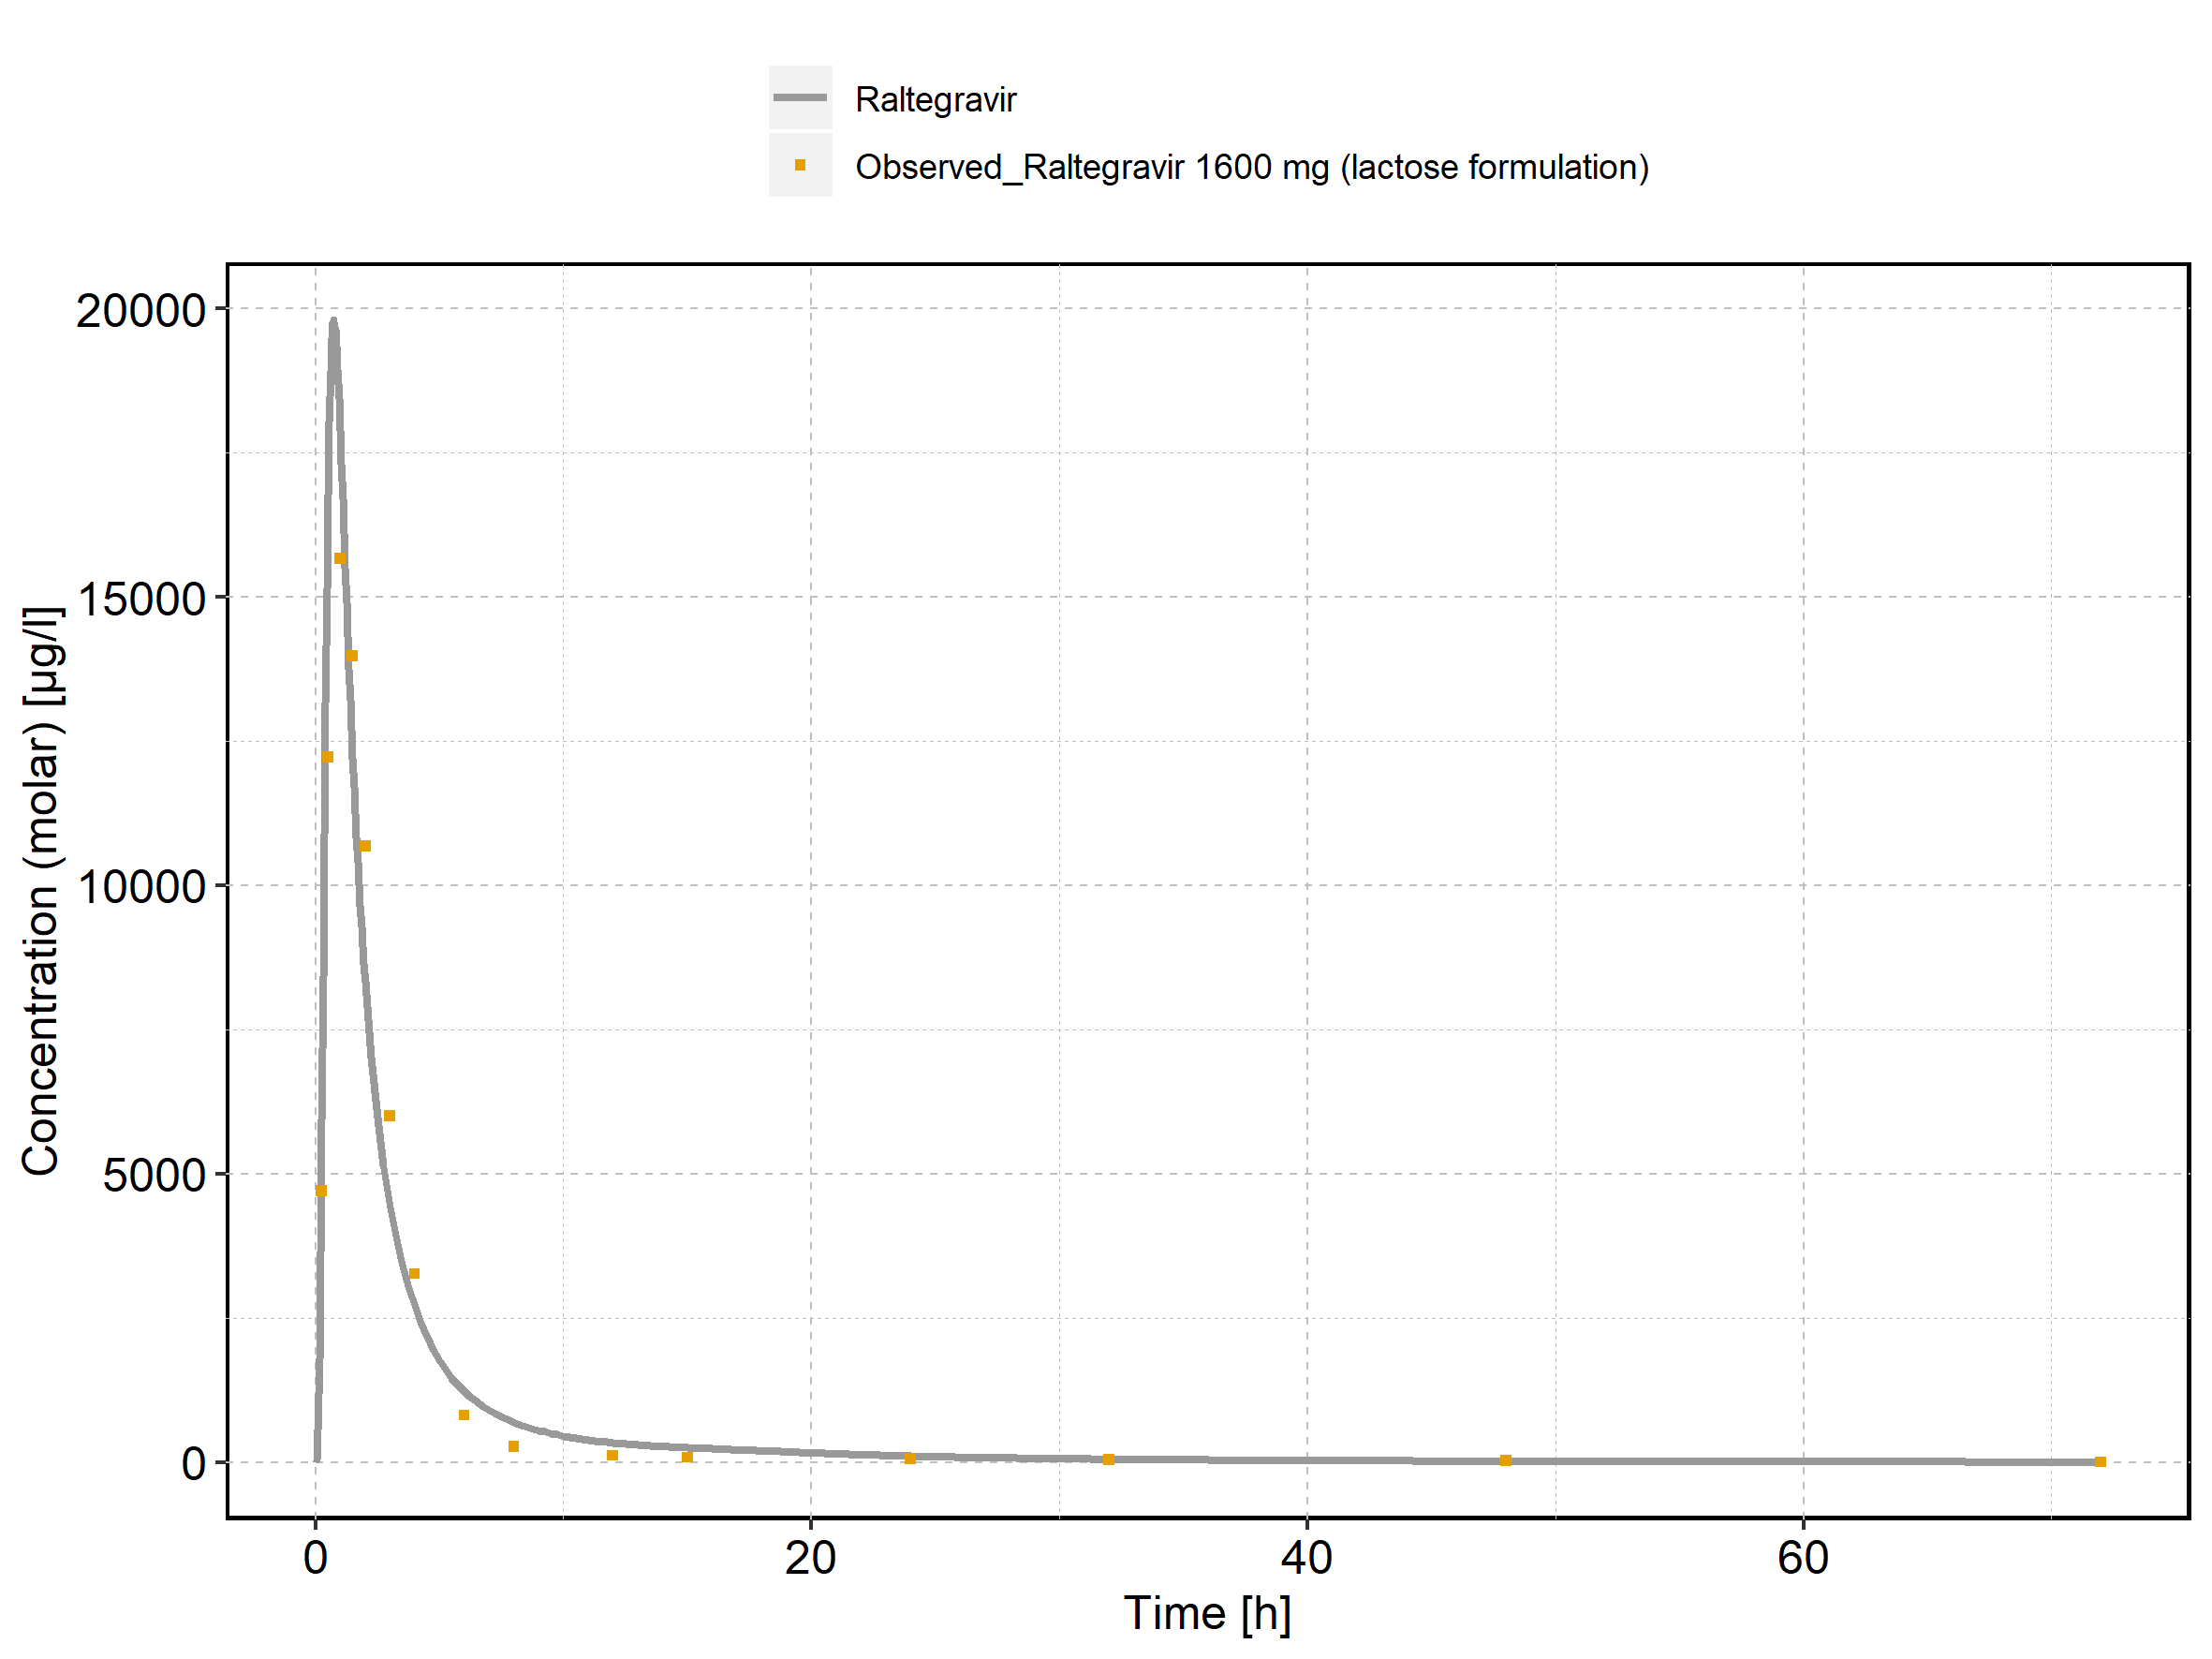 Raltegravir
Observed_Raltegravir 1600 mg (lactose formulation)
20000
15000
10000
5000
0
Concentration (molar) [µg/l]
0 20 40 60
Time [h]